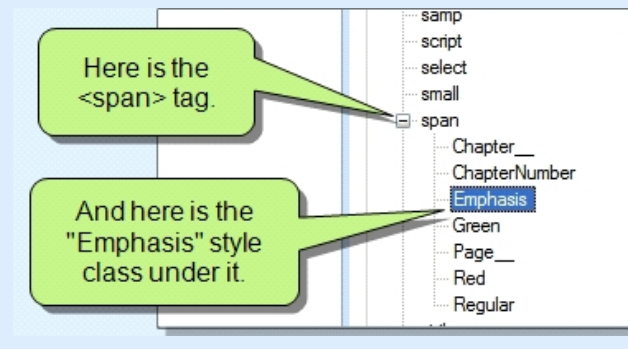 samp
script
select
small
span
Chapter__
ChapterNumber
Emphasis
Green
Page__
Red
Regular
Here is the
<span> tag.
And here is the
"Emphasis" style
class under it.